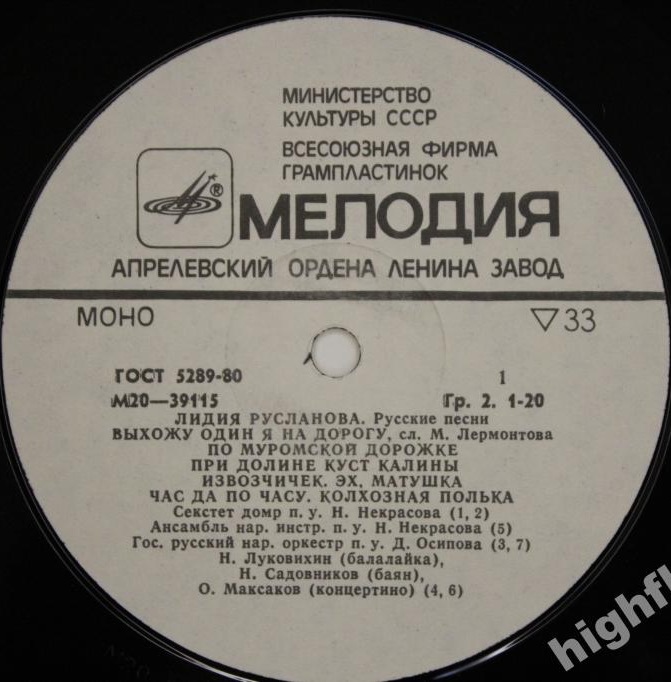 МИНИСТЕРСТВО
КУЛЬТУРЫ СССР
ВСЕСОЮЗНАЯ ФИРМА
ГРАМПЛАСТИНОК
®
МЕЛОДИЯ
АПРЕЛЕВСКИЙ ОРДЕНА ЛЕНИНА ЗАВОД
МОНО ▽33
ГОСТ 5289-80 1
М20—39115 Гр. 2. 1-20
ЛИДИЯ РУСЛАНОВА. Русские песни
ВЫХОЖУ ОДИН Я НА ДОРОГУ, сл. М. Лермонтова
ПО МУРОМСКОЙ ДОРОЖКЕ
ПРИ ДОЛИНЕ КУСТ КАЛИНЫ
ИЗВОЗЧИЧЕК. ЭХ, МАТУШКА
ЧАС ДА ПО ЧАСУ. КОЛХОЗНАЯ ПОЛЬКА
Секстет домр п. у. Н. Некрасова (1, 2)
Ансамбль нар. инстр. п. у. Н. Некрасова (5)
Гос. русский нар. оркестр п. у. Д. Осипова (3, 7)
Н. Луковихин (балалайка),
Н. Садовников (баян),
О. Максаков (концертино) (4, 6)